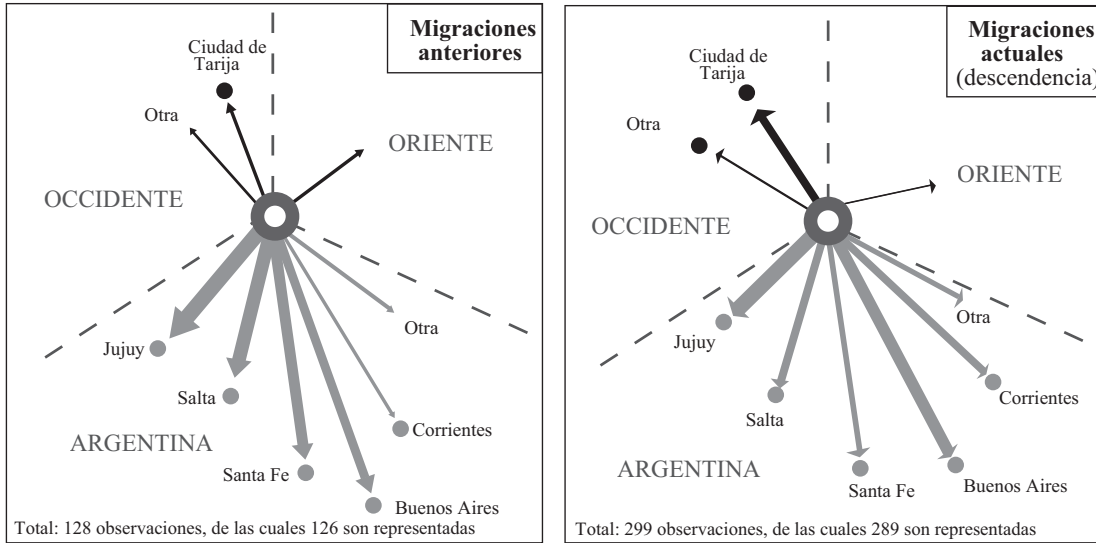 Migraciones
anteriores
Ciudad de
Tarija
Otra
ORIENTE
OCCIDENTE
Otra
Jujuy
Salta
Corrientes
ARGENTINA
Santa Fe
Buenos Aires
Total: 128 observaciones, de las cuales 126 son representadas
Migraciones
actuales
(descendencia)
Ciudad de
Tarija
Otra
ORIENTE
OCCIDENTE
Otra
Jujuy
Corrientes
Salta
ARGENTINA
Santa Fe
Buenos Aires
Total: 299 observaciones, de las cuales 289 son representadas